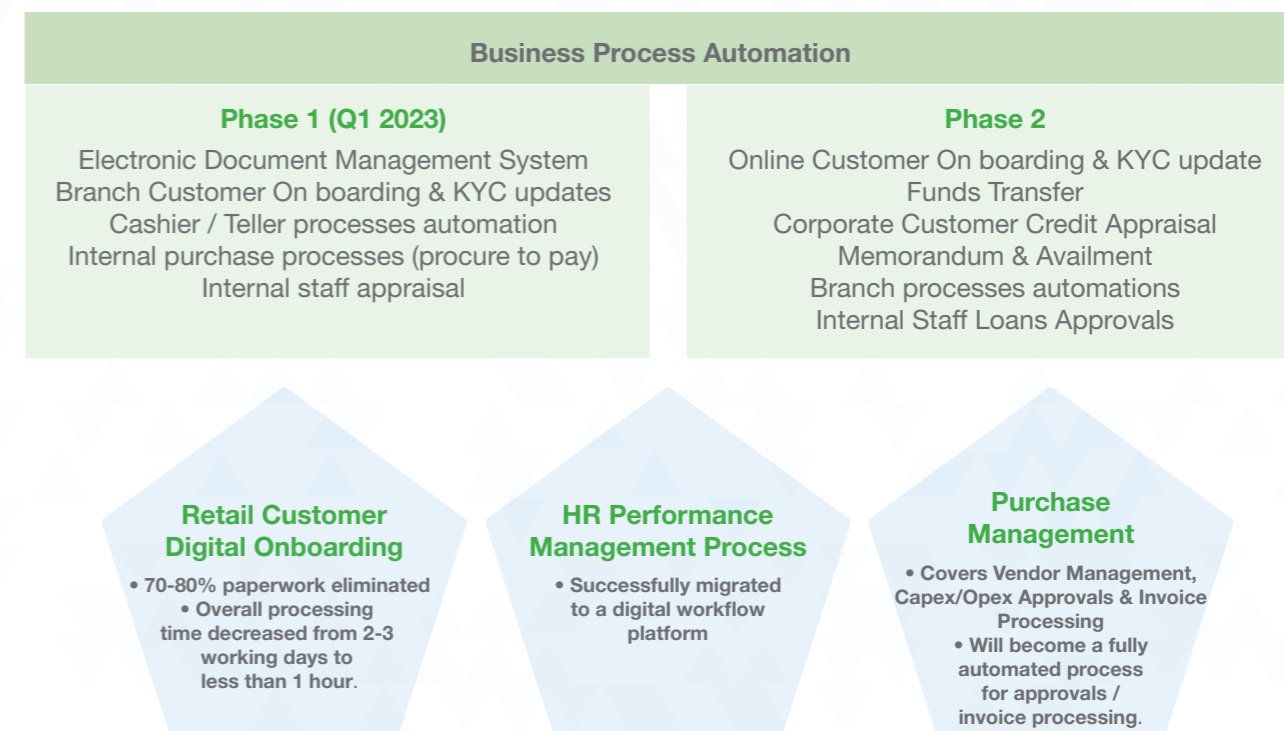 Business Process Automation
Phase 1 (Q1 2023)
Electronic Document Management System
Branch Customer On boarding & KYC updates
Cashier / Teller processes automation
Internal purchase processes (procure to pay)
Internal staff appraisal
Phase 2
Online Customer On boarding & KYC update
Funds Transfer
Corporate Customer Credit Appraisal
Memorandum & Availment
Branch processes automations
Internal Staff Loans Approvals
Retail Customer
Digital Onboarding
• 70-80% paperwork eliminated
• Overall processing
time decreased from 2-3
working days to
less than 1 hour.
HR Performance
Management Process
• Successfully migrated
to a digital workflow
platform
Purchase
Management
• Covers Vendor Management,
Capex/Opex Approvals & Invoice
Processing
• Will become a fully
automated process
for approvals /
invoice processing.